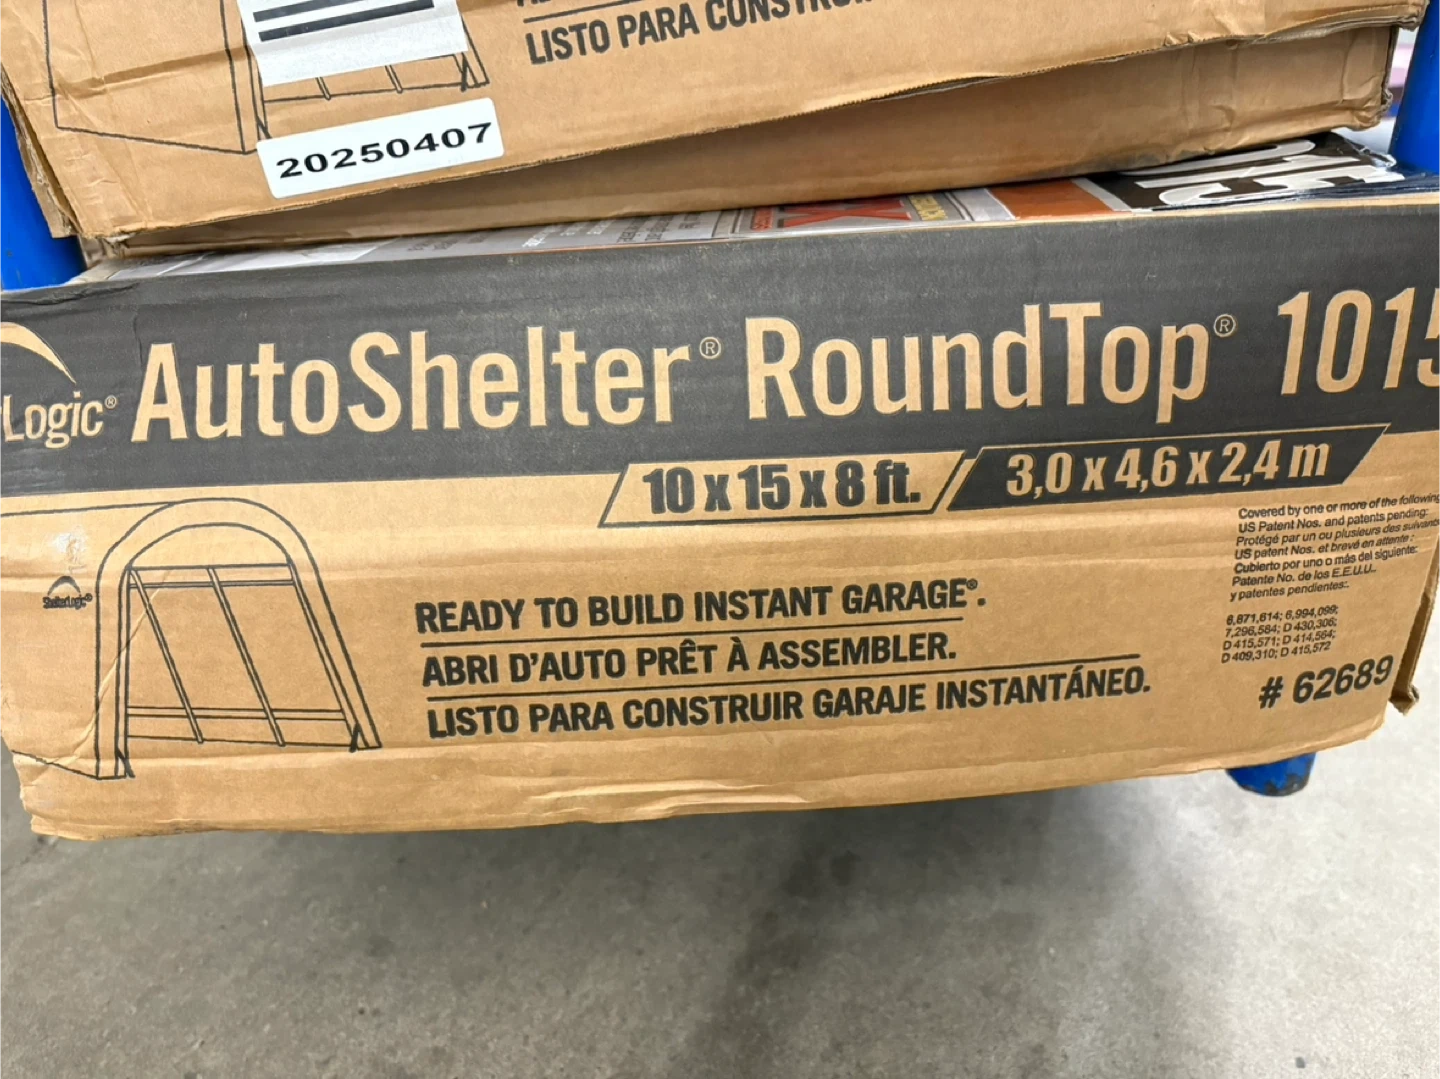 LISTO PARA CONSTRUIR
20250407
Logic® AutoShelter® RoundTop® 1015
10 x 15 x 8 ft. 3,0 x 4,6 x 2,4 m
Covered by one or more of the following
US Patent Nos. and patents pending:
Protégé par un ou plusieurs des suivants
US patent Nos. et brevé en attente :
Cubierto por uno o más del siguiente:
Patente No. de los E.E.U.U..
y patentes pendientes:.
6,871,614; 6,994,099;
7,296,584; D 430,306;
D 415,571; D 414,564;
D 409,310; D 415,572
# 62689
ShelterLogic®
READY TO BUILD INSTANT GARAGE®.
ABRI D'AUTO PRÊT À ASSEMBLER.
LISTO PARA CONSTRUIR GARAJE INSTANTÁNEO.